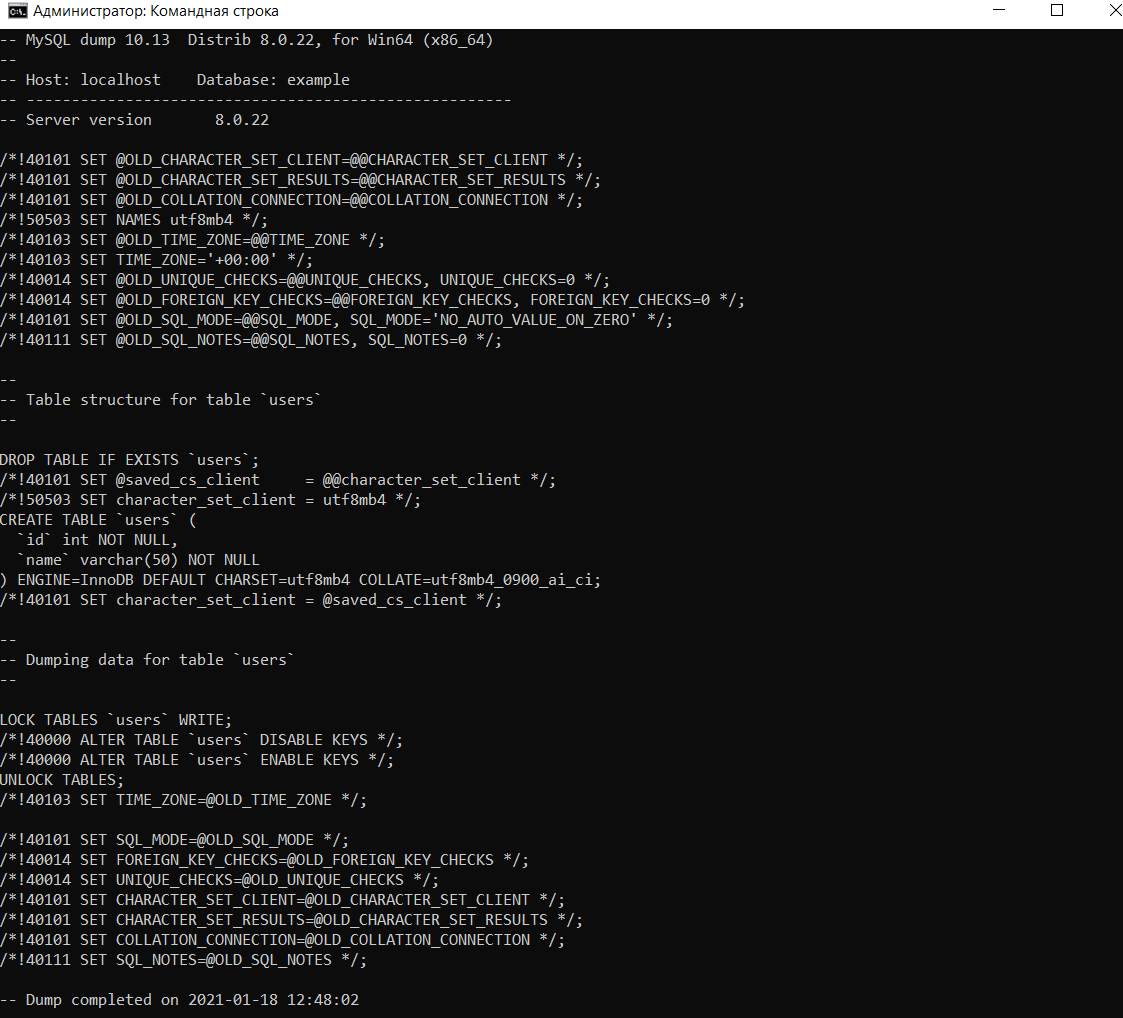 Администратор: Командная строка
-- MySQL dump 10.13  Distrib 8.0.22, for Win64 (x86_64)
--
-- Host: localhost    Database: example
-- ------------------------------------------------------
-- Server version       8.0.22
/*!40101 SET @OLD_CHARACTER_SET_CLIENT=@@CHARACTER_SET_CLIENT */;
/*!40101 SET @OLD_CHARACTER_SET_RESULTS=@@CHARACTER_SET_RESULTS */;
/*!40101 SET @OLD_COLLATION_CONNECTION=@@COLLATION_CONNECTION */;
/*!50503 SET NAMES utf8mb4 */;
/*!40103 SET @OLD_TIME_ZONE=@@TIME_ZONE */;
/*!40103 SET TIME_ZONE='+00:00' */;
/*!40014 SET @OLD_UNIQUE_CHECKS=@@UNIQUE_CHECKS, UNIQUE_CHECKS=0 */;
/*!40014 SET @OLD_FOREIGN_KEY_CHECKS=@@FOREIGN_KEY_CHECKS, FOREIGN_KEY_CHECKS=0 */;
/*!40101 SET @OLD_SQL_MODE=@@SQL_MODE, SQL_MODE='NO_AUTO_VALUE_ON_ZERO' */;
/*!40111 SET @OLD_SQL_NOTES=@@SQL_NOTES, SQL_NOTES=0 */;
--
-- Table structure for table `users`
--
DROP TABLE IF EXISTS `users`;
/*!40101 SET @saved_cs_client     = @@character_set_client */;
/*!50503 SET character_set_client = utf8mb4 */;
CREATE TABLE `users` (
  `id` int NOT NULL,
  `name` varchar(50) NOT NULL
) ENGINE=InnoDB DEFAULT CHARSET=utf8mb4 COLLATE=utf8mb4_0900_ai_ci;
/*!40101 SET character_set_client = @saved_cs_client */;
--
-- Dumping data for table `users`
--
LOCK TABLES `users` WRITE;
/*!40000 ALTER TABLE `users` DISABLE KEYS */;
/*!40000 ALTER TABLE `users` ENABLE KEYS */;
UNLOCK TABLES;
/*!40103 SET TIME_ZONE=@OLD_TIME_ZONE */;
/*!40101 SET SQL_MODE=@OLD_SQL_MODE */;
/*!40014 SET FOREIGN_KEY_CHECKS=@OLD_FOREIGN_KEY_CHECKS */;
/*!40014 SET UNIQUE_CHECKS=@OLD_UNIQUE_CHECKS */;
/*!40101 SET CHARACTER_SET_CLIENT=@OLD_CHARACTER_SET_CLIENT */;
/*!40101 SET CHARACTER_SET_RESULTS=@OLD_CHARACTER_SET_RESULTS */;
/*!40101 SET COLLATION_CONNECTION=@OLD_COLLATION_CONNECTION */;
/*!40111 SET SQL_NOTES=@OLD_SQL_NOTES */;
-- Dump completed on 2021-01-18 12:48:02